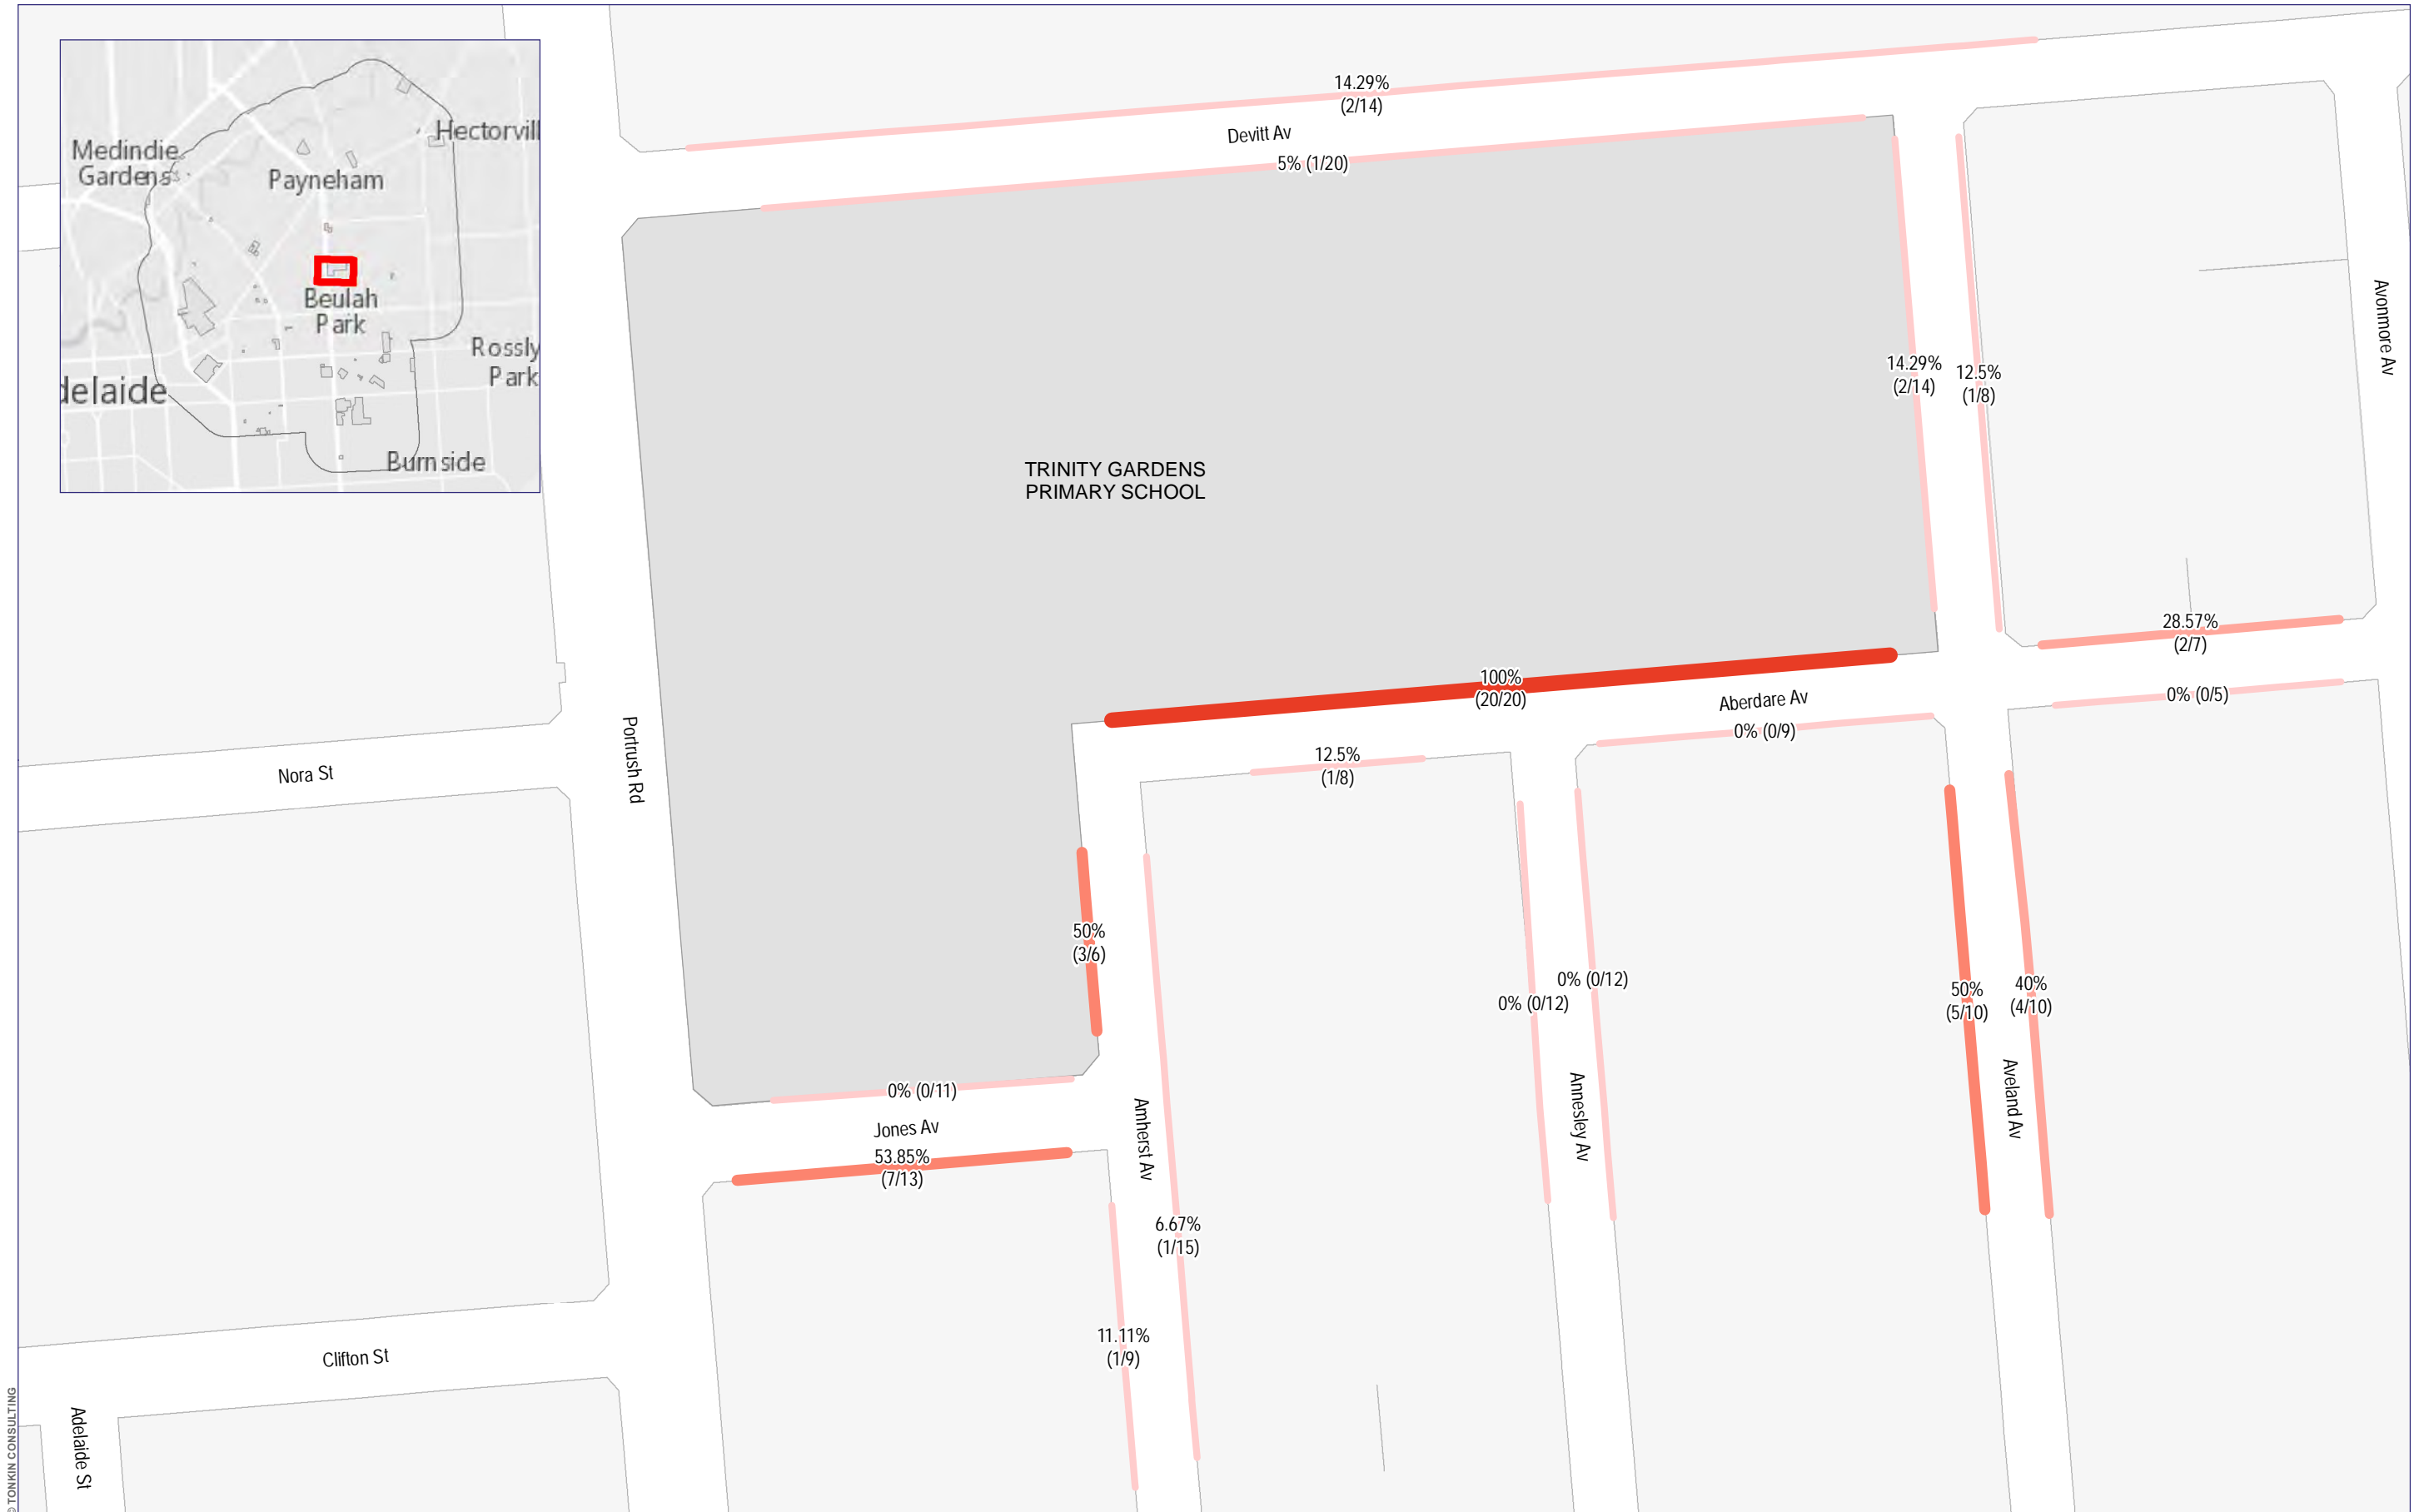 Medindie
Gardens
Hectorvill
Payneham
Beulah
Park
Rossly
Park
delaide
Burnside
14.29%
(2/14)
Devitt Av
5% (1/20)
TRINITY GARDENS
PRIMARY SCHOOL
14.29%
(2/14)
12.5%
(1/8)
Avonmore Av
28.57%
(2/7)
100%
(20/20)
Aberdare Av
0% (0/5)
0% (0/9)
12.5%
(1/8)
Portrush Rd
Nora St
50%
(3/6)
0% (0/12)
0% (0/12)
50%
(5/10)
40%
(4/10)
0% (0/11)
Jones Av
53.85%
(7/13)
Amherst Av
Annesley Av
Aveland Av
6.67%
(1/15)
11.11%
(1/9)
Clifton St
Adelaide St
© TONKIN CONSULTING